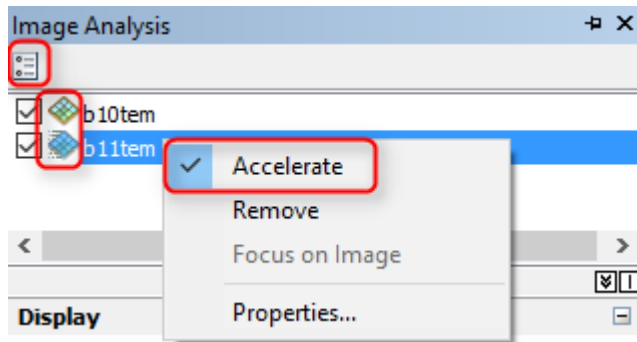 Image Analysis
b10tem
b11tem
Accelerate
Remove
Focus on Image
Display
Properties...